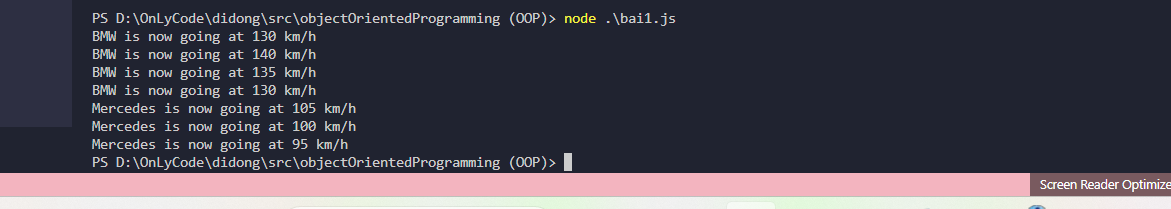 PS D:\OnLyCode\didong\src\objectOrientedProgramming (OOP)> node .\bai1.js
BMW is now going at 130 km/h
BMW is now going at 140 km/h
BMW is now going at 135 km/h
BMW is now going at 130 km/h
Mercedes is now going at 105 km/h
Mercedes is now going at 100 km/h
Mercedes is now going at 95 km/h
PS D:\OnLyCode\didong\src\objectOrientedProgramming (OOP)>
Screen Reader Optimize